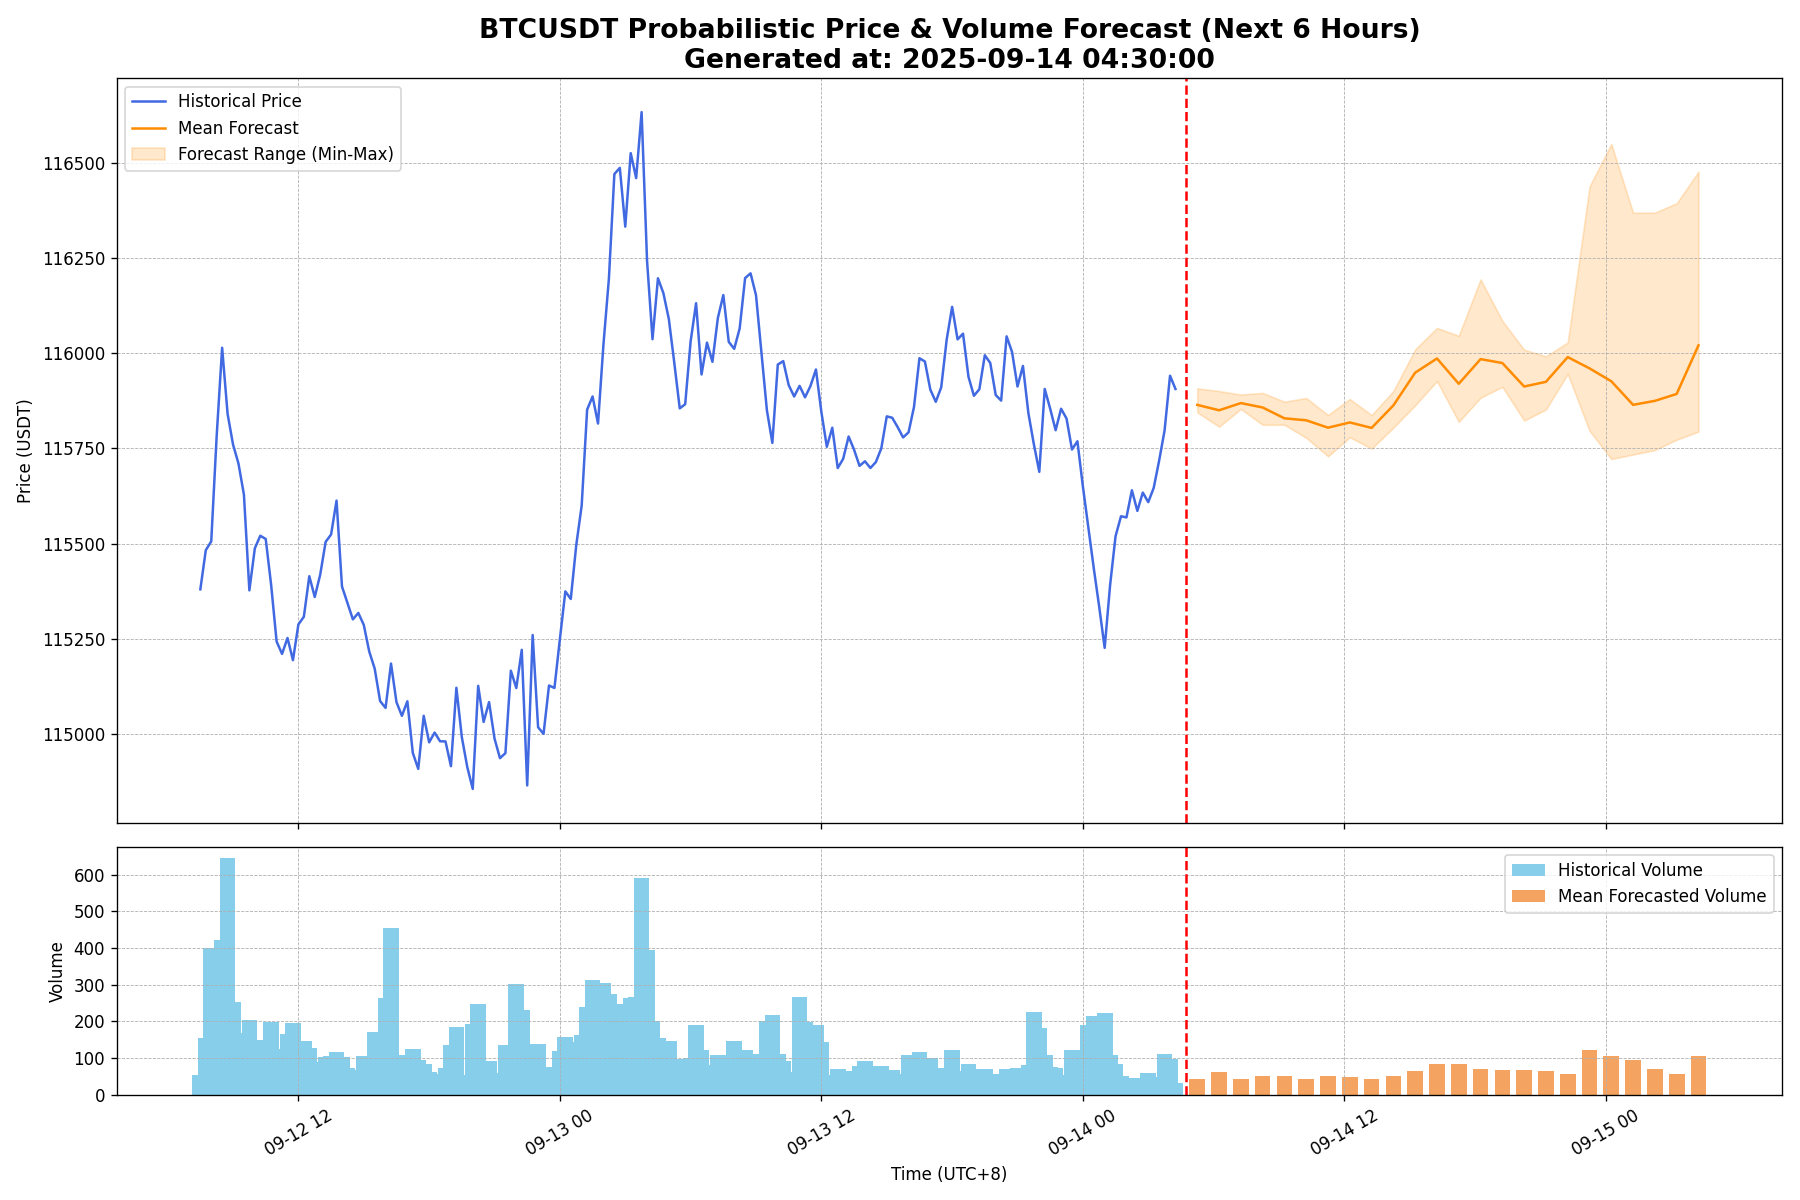 BTCUSDT Probabilistic Price & Volume Forecast (Next 6 Hours)
Generated at: 2025-09-14 04:30:00
Historical Price
Mean Forecast
Forecast Range (Min-Max)
Price (USDT)
116500
116250
116000
115750
115500
115250
115000
Historical Volume
Mean Forecasted Volume
Volume
600
500
400
300
200
100
0
09-12 12
09-13 00
09-13 12
09-14 00
09-14 12
09-15 00
Time (UTC+8)